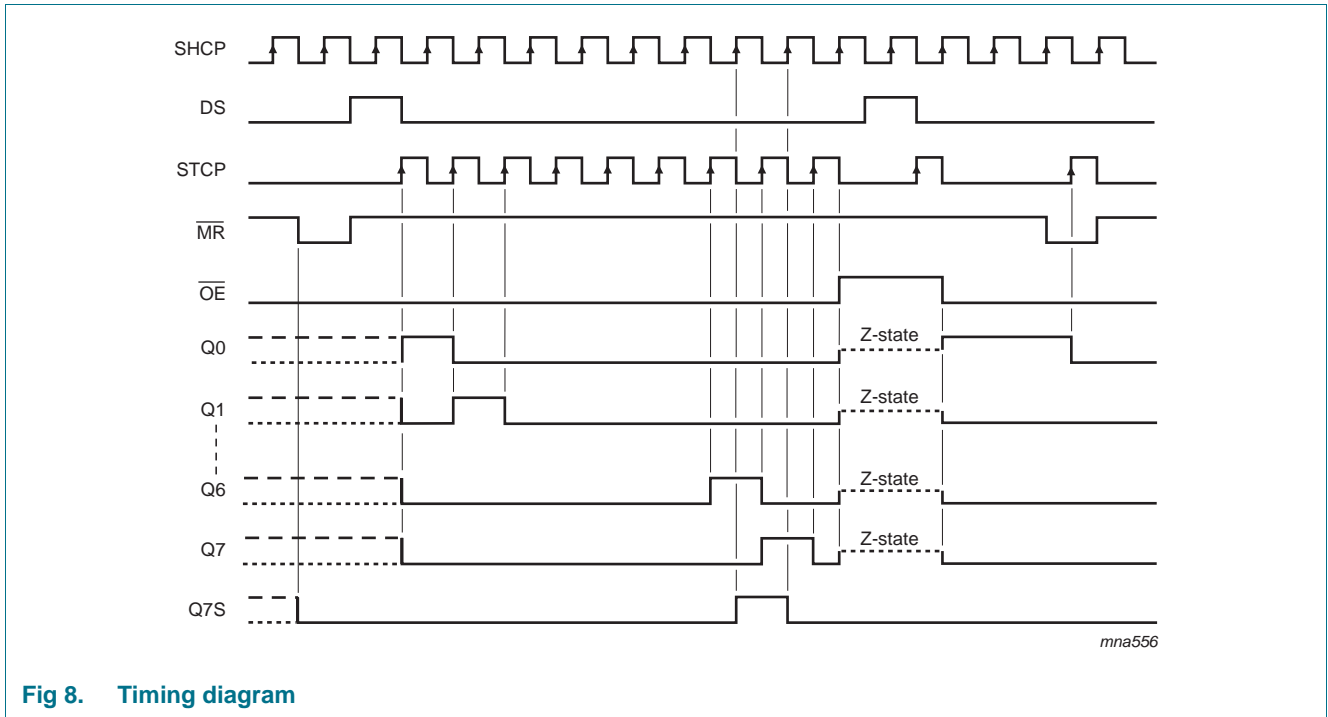 SHCP
DS
STCP
MR
OE
Z-state
Q0
Z-state
Q1
Z-state
Q6
Z-state
Q7
Q7S
mna556
Fig 8. Timing diagram